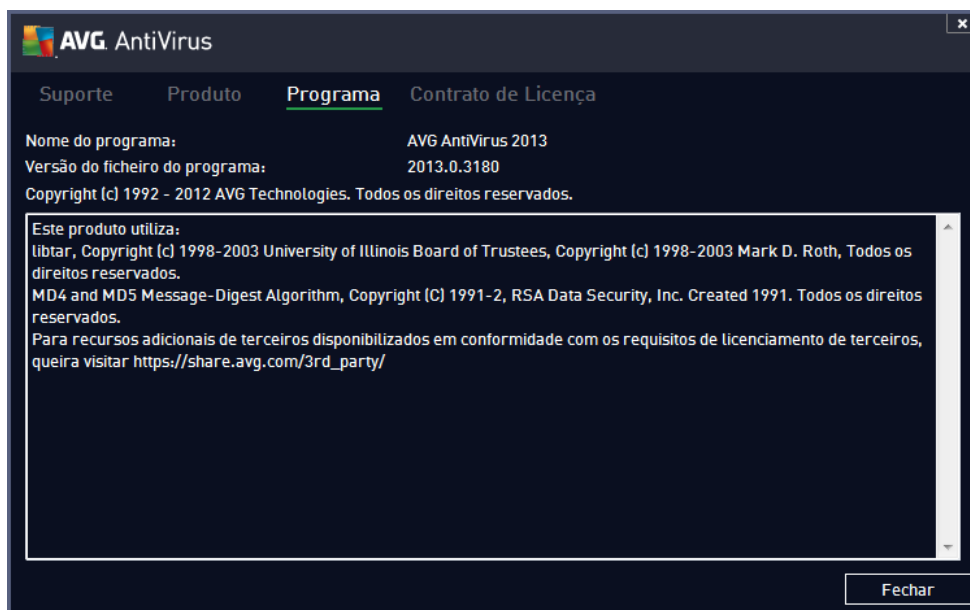 AVG. AntiVirus
Suporte Produto Programa Contrato de Licença
Nome do programa: AVG AntiVirus 2013
Versão do ficheiro do programa: 2013.0.3180
Copyright (c) 1992 - 2012 AVG Technologies. Todos os direitos reservados.
Este produto utiliza:
libtar, Copyright (c) 1998-2003 University of Illinois Board of Trustees, Copyright (c) 1998-2003 Mark D. Roth, Todos os
direitos reservados.
MD4 and MD5 Message-Digest Algorithm, Copyright (C) 1991-2, RSA Data Security, Inc. Created 1991. Todos os direitos
reservados.
Para recursos adicionais de terceiros disponibilizados em conformidade com os requisitos de licenciamento de terceiros,
queira visitar https://share.avg.com/3rd_party/
Fechar